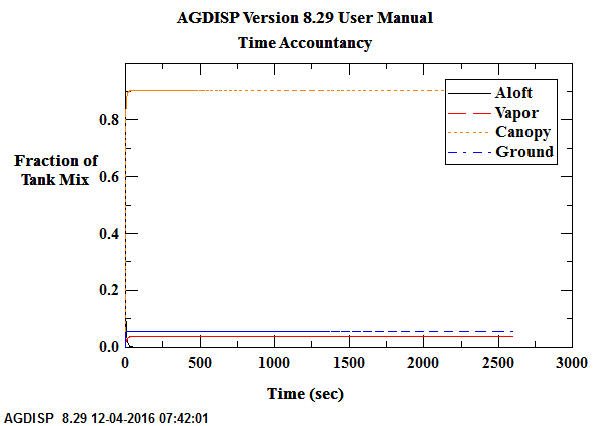 AGDISP Version 8.29 User Manual
Time Accountancy
Aloft
Vapor
Canopy
Ground
0.8
Fraction of
Tank Mix
0.6
0.4
0.2
0.0
0 500 1000 1500 2000 2500 3000
Time (sec)
AGDISP 8.29 12-04-2016 07:42:01